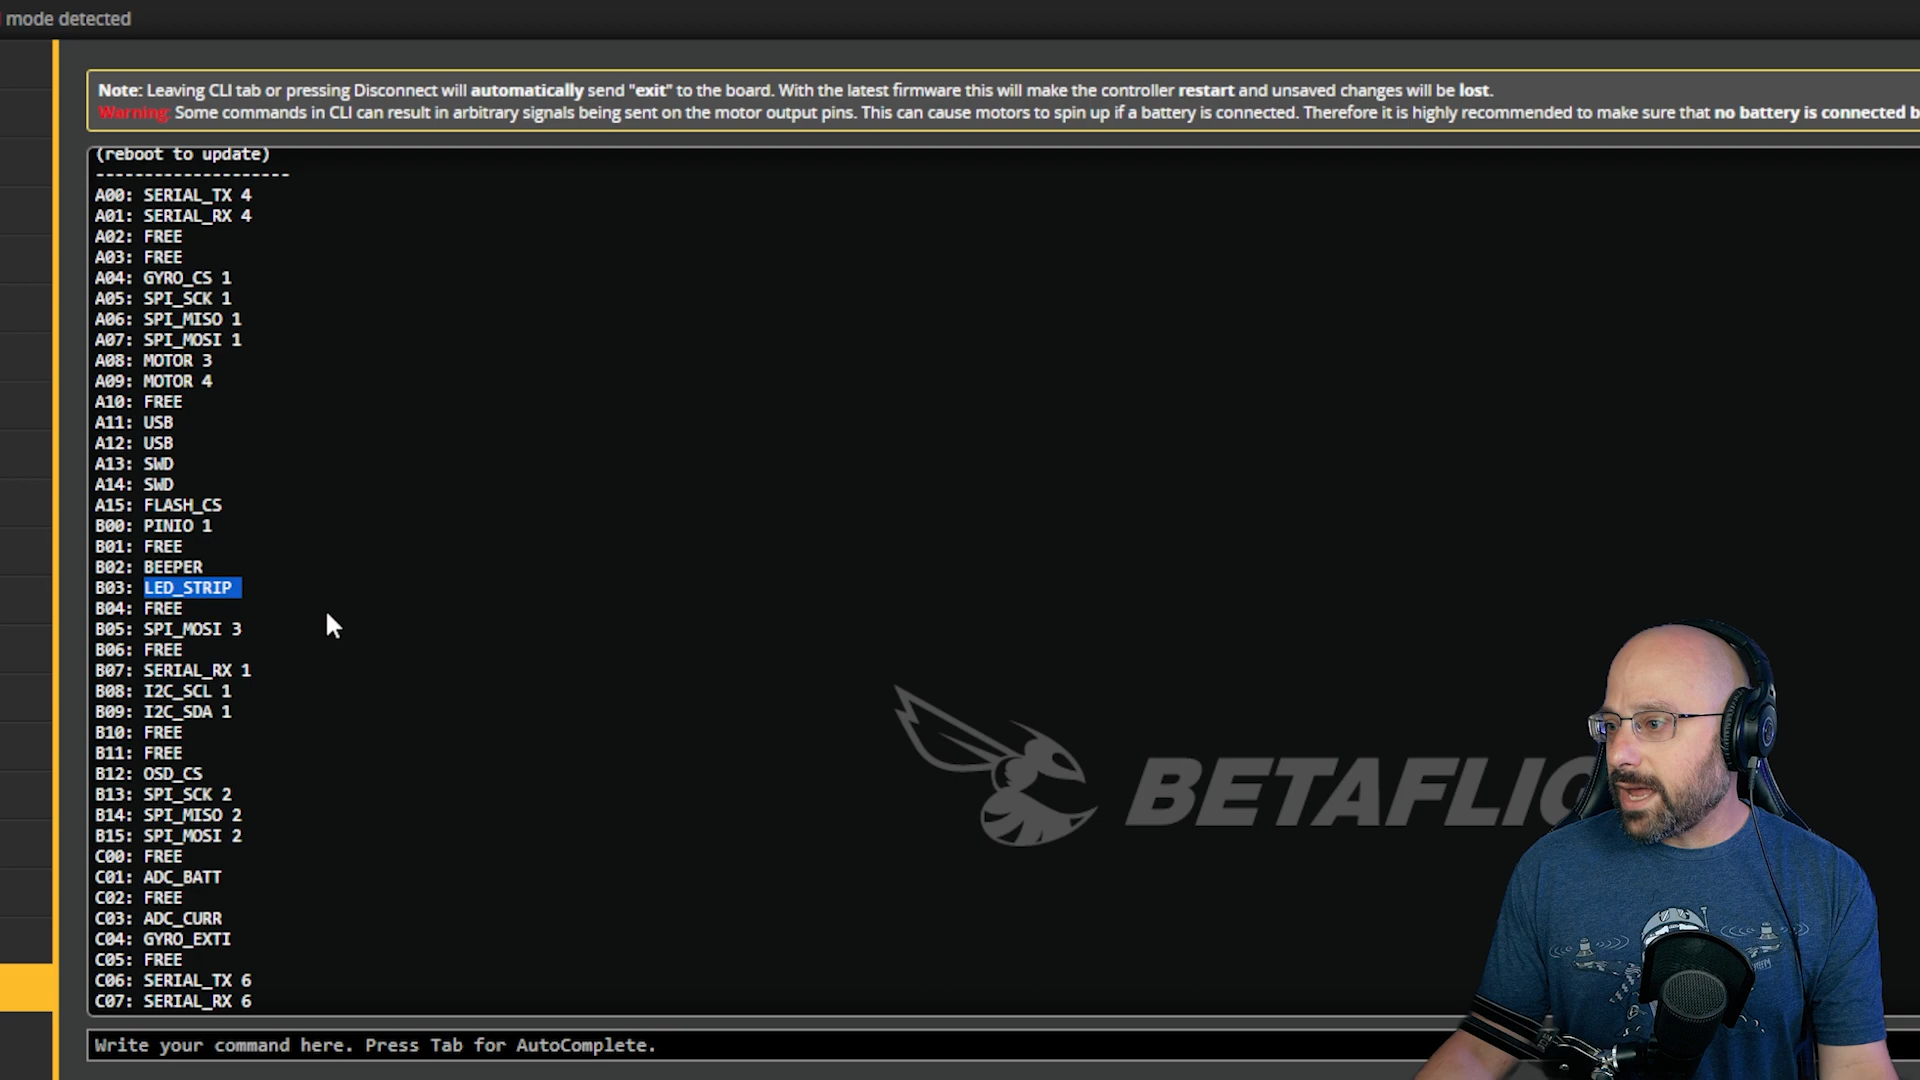 mode detected
Note: Leaving CLI tab or pressing Disconnect will automatically send "exit" to the board. With the latest firmware this will make the controller restart and unsaved changes will be lost.
Warning: Some commands in CLI can result in arbitrary signals being sent on the motor output pins. This can cause motors to spin up if a battery is connected. Therefore it is highly recommended to make sure that no battery is connected b
(reboot to update)
--------------------
A00: SERIAL_TX 4
A01: SERIAL_RX 4
A02: FREE
A03: FREE
A04: GYRO_CS 1
A05: SPI_SCK 1
A06: SPI_MISO 1
A07: SPI_MOSI 1
A08: MOTOR 3
A09: MOTOR 4
A10: FREE
A11: USB
A12: USB
A13: SWD
A14: SWD
A15: FLASH_CS
B00: PINIO 1
B01: FREE
B02: BEEPER
B03: LED_STRIP
B04: FREE
B05: SPI_MOSI 3
B06: FREE
B07: SERIAL_RX 1
B08: I2C_SCL 1
B09: I2C_SDA 1
B10: FREE
B11: FREE
B12: OSD_CS
B13: SPI_SCK 2
B14: SPI_MISO 2
B15: SPI_MOSI 2
C00: FREE
C01: ADC_BATT
C02: FREE
C03: ADC_CURR
C04: GYRO_EXTI
C05: FREE
C06: SERIAL_TX 6
C07: SERIAL_RX 6
BETAFLIG
Write your command here. Press Tab for AutoComplete.